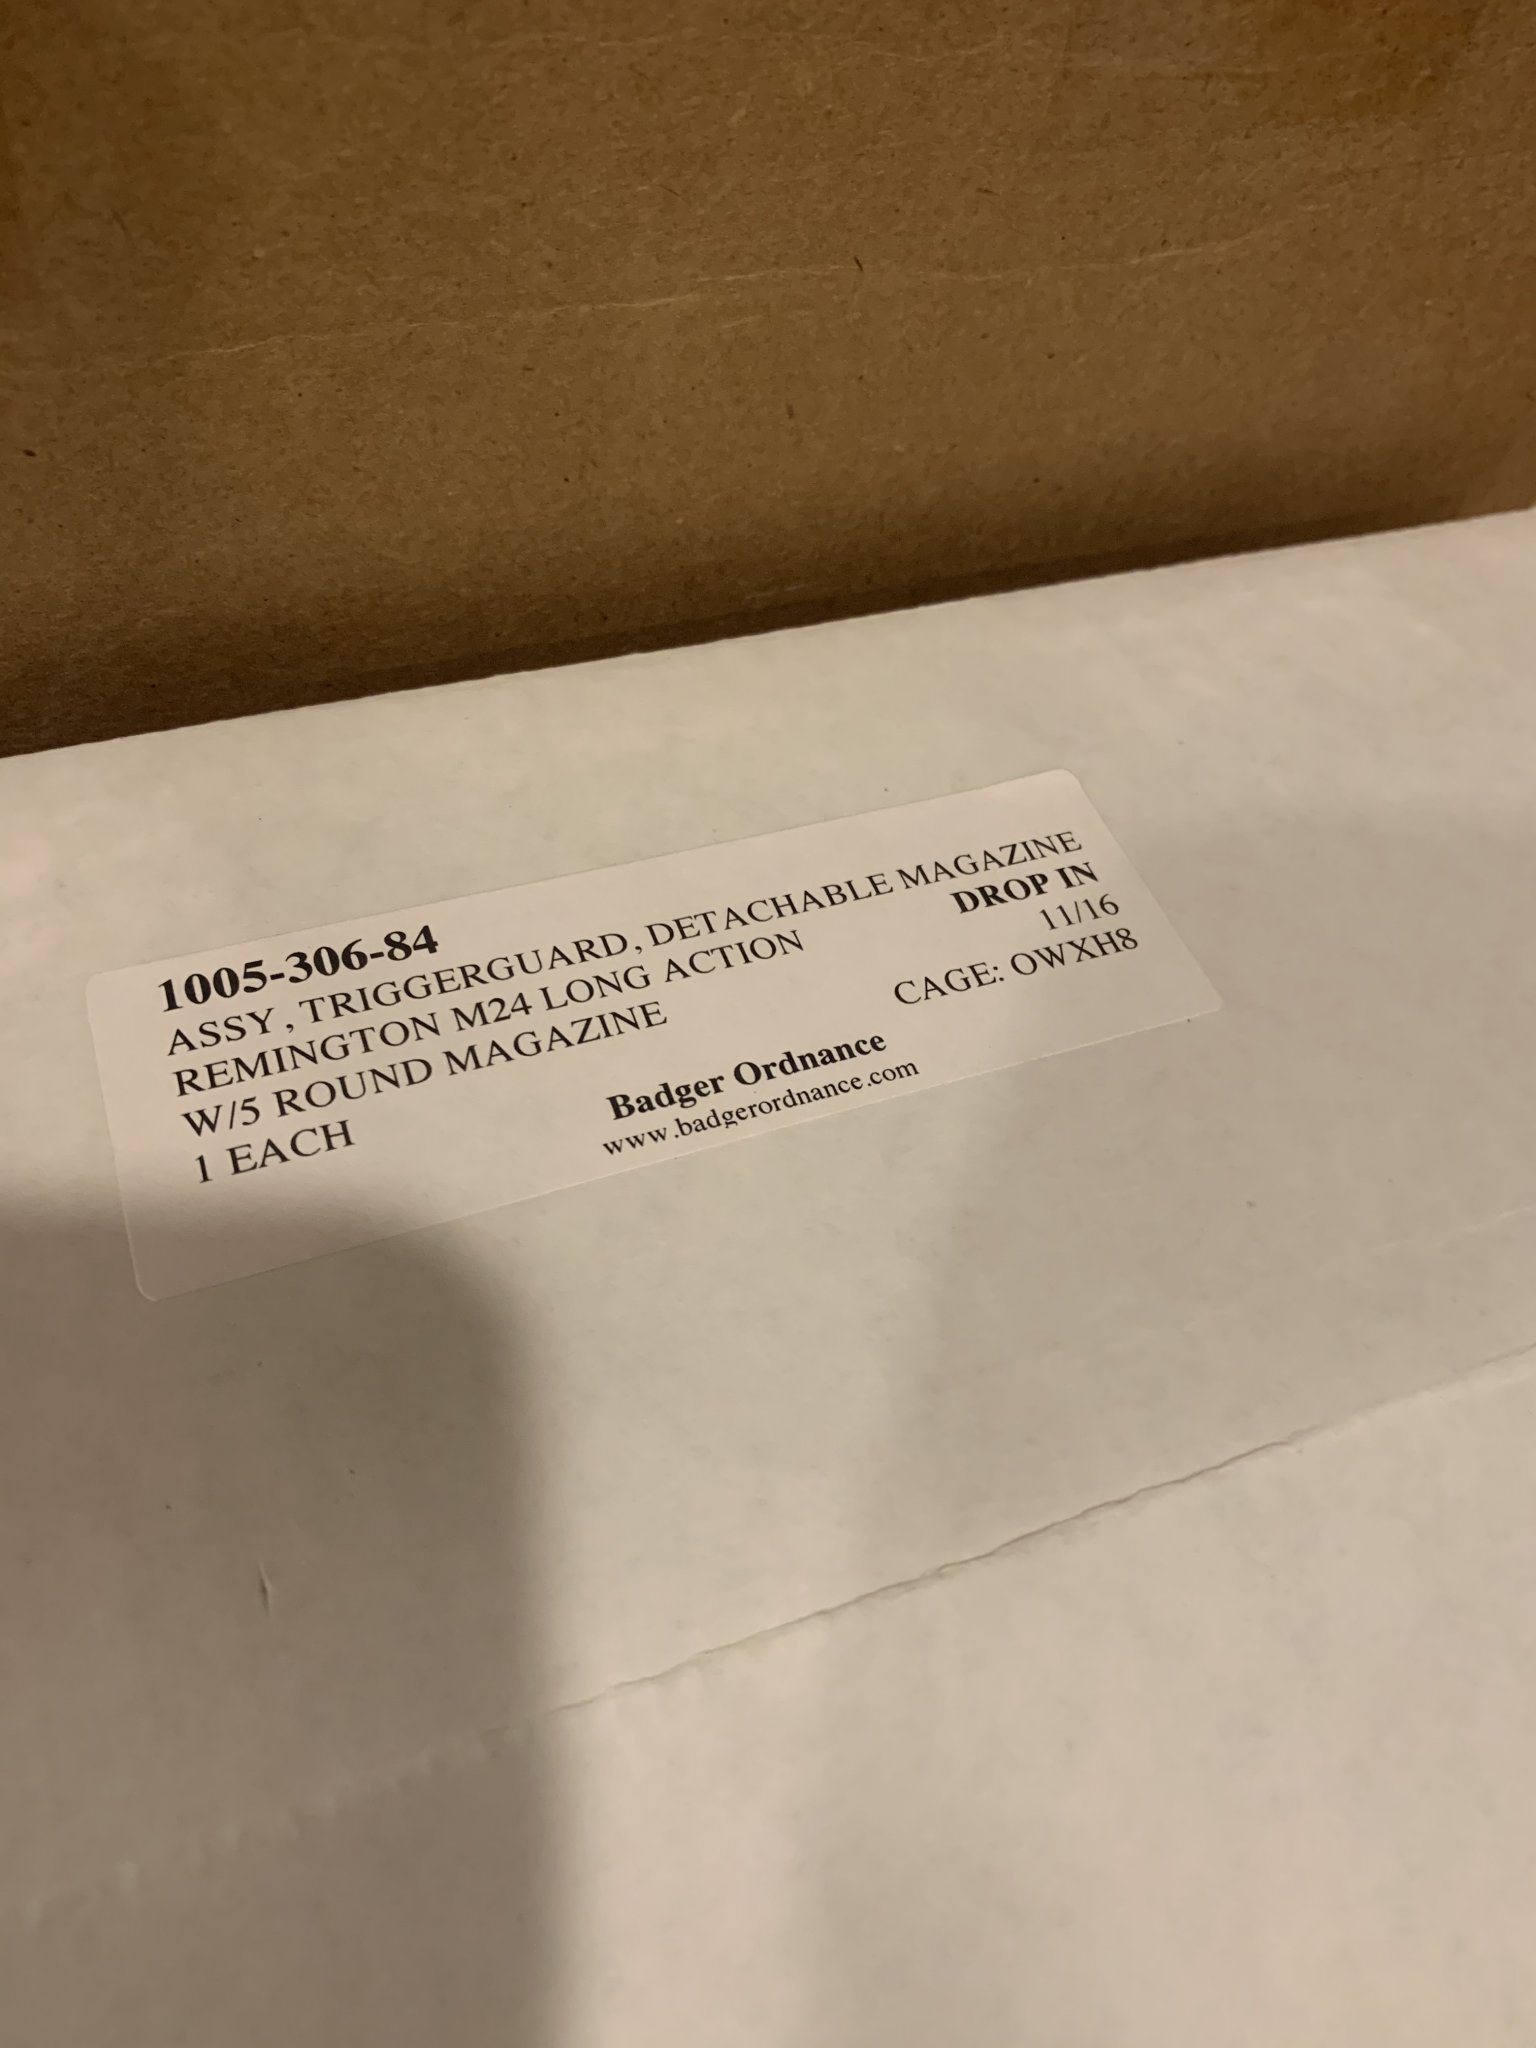 1005-306-84
ASSY, TRIGGERGUARD, DETACHABLE MAGAZINE
REMINGTON M24 LONG ACTION
DROP IN
W/5 ROUND MAGAZINE
11/16
1 EACH
CAGE: OWXH8
Badger Ordnance
www.badgerordnance.com